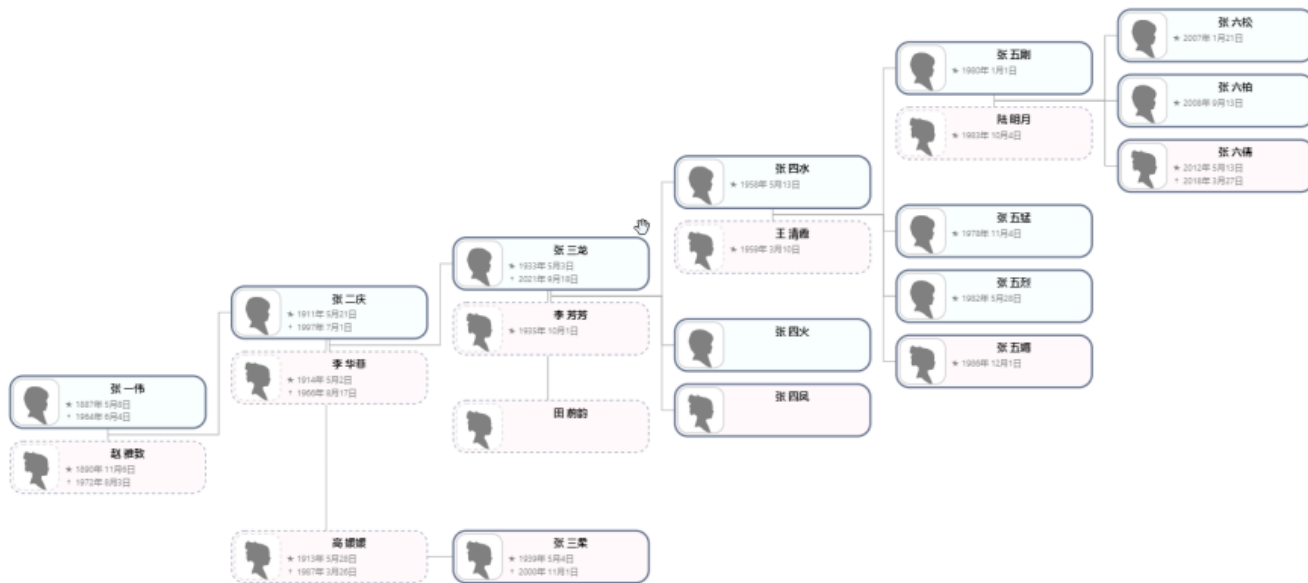 张 六松
★ 2007年 1月21日
张 六柏
★ 2008年 9月13日
张 六倩
★ 2012年 5月13日
† 2018年 3月27日
张 五刚
★ 1980年 1月1日
陆 明月
★ 1983年 10月4日
张 四水
★ 1958年 5月13日
王 清霞
★ 1959年 3月10日
张 五猛
★ 1978年 11月4日
张 五烈
★ 1982年 5月28日
张 五媚
★ 1986年 12月1日
张 三龙
★ 1933年 5月3日
† 2021年 9月18日
李 芳芳
★ 1935年 10月1日
田 蔚韵
张 四火
张 四凤
张 二庆
★ 1911年 5月21日
† 1997年 7月1日
李 华菲
★ 1914年 5月2日
† 1966年 8月17日
张 一伟
★ 1887年 5月8日
† 1964年 6月4日
赵 雅致
★ 1890年 11月6日
† 1972年 8月3日
高 媛媛
★ 1913年 5月28日
† 1987年 3月26日
张 三柔
★ 1939年 5月4日
† 2000年 11月1日